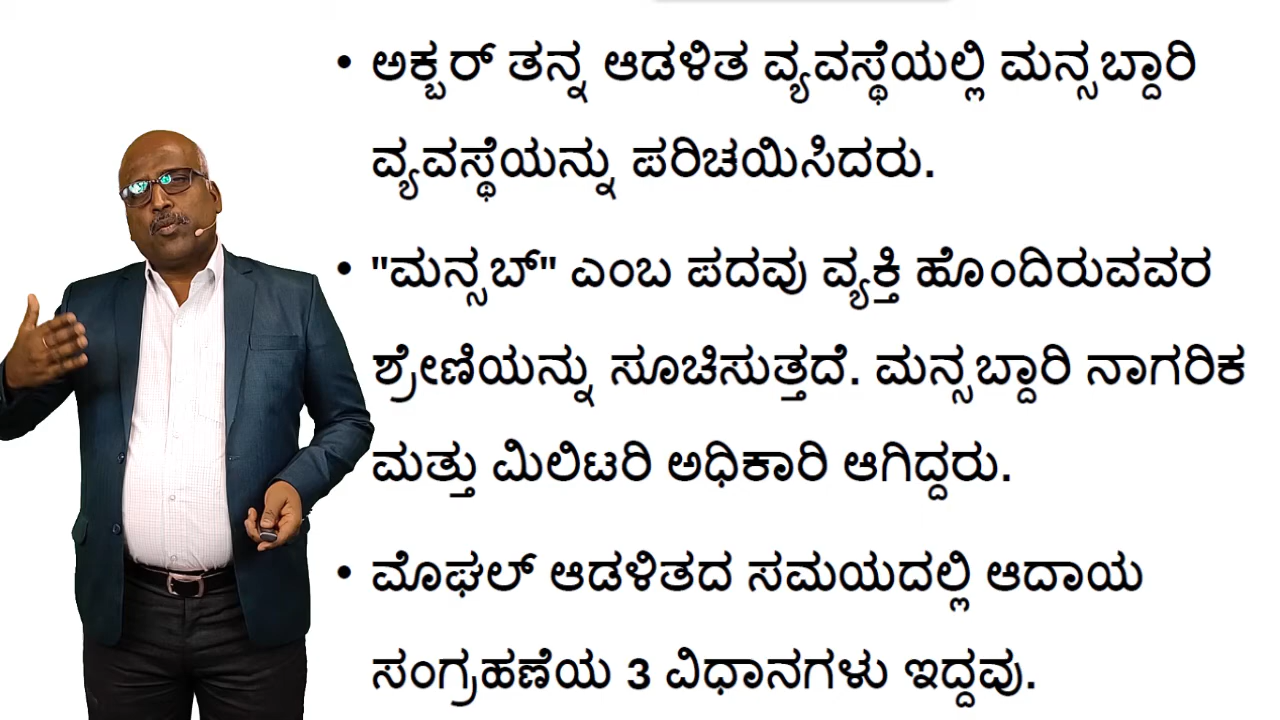 • ಅಕ್ಬರ್ ತನ್ನ ಆಡಳಿತ ವ್ಯವಸ್ಥೆಯಲ್ಲಿ ಮನ್ಸಬ್ದಾರಿ
ವ್ಯವಸ್ಥೆಯನ್ನು ಪರಿಚಯಿಸಿದರು.
• "ಮನ್ಸಬ್" ಎಂಬ ಪದವು ವ್ಯಕ್ತಿ ಹೊಂದಿರುವವರ
ಶ್ರೇಣಿಯನ್ನು ಸೂಚಿಸುತ್ತದೆ. ಮನ್ಸಬ್ದಾರಿ ನಾಗರಿಕ
ಮತ್ತು ಮಿಲಿಟರಿ ಅಧಿಕಾರಿ ಆಗಿದ್ದರು.
• ಮೊಘಲ್ ಆಡಳಿತದ ಸಮಯದಲ್ಲಿ ಆದಾಯ
ಸಂಗ್ರಹಣೆಯ 3 ವಿಧಾನಗಳು ಇದ್ದವು.